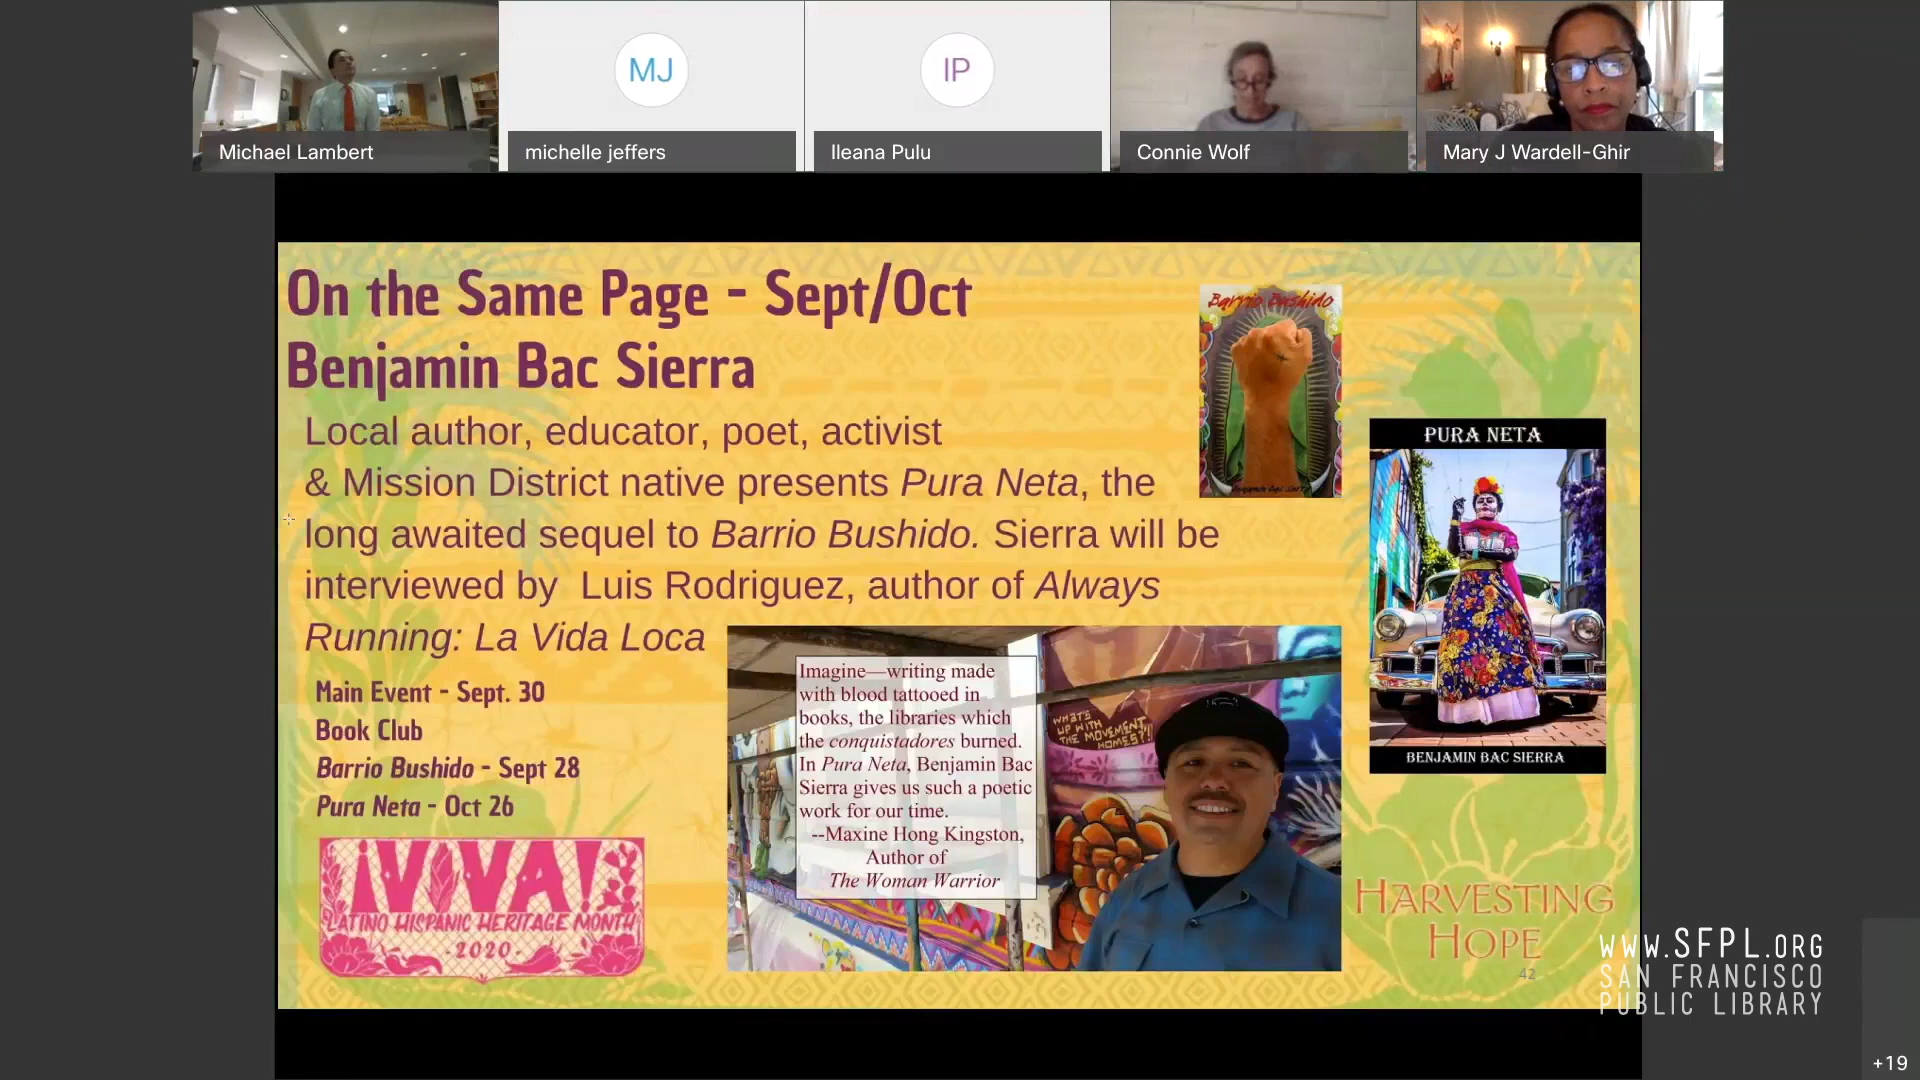 Michael Lambert
MJ
michelle jeffers
IP
Ileana Pulu
Connie Wolf
Mary J Wardell-Ghir
On the Same Page - Sept/Oct
Benjamin Bac Sierra
Local author, educator, poet, activist
& Mission District native presents Pura Neta, the
long awaited sequel to Barrio Bushido. Sierra will be
interviewed by Luis Rodriguez, author of Always
Running: La Vida Loca
Main Event - Sept. 30
Book Club
Barrio Bushido - Sept 28
Pura Neta - Oct 26
¡VIVA!
LATINO HISPANIC HERITAGE MONTH
2020
Imagine—writing made
with blood tattooed in
books, the libraries which
the conquistadores burned.
In Pura Neta, Benjamin Bac
Sierra gives us such a poetic
work for our time.
--Maxine Hong Kingston,
Author of
The Woman Warrior
WHAT'S
UP WITH
THE MOVEMENT,
HOMES?!!
Barrio Bushido
Benjamin Bac Sierra
PURA NETA
BENJAMIN BAC SIERRA
HARVESTING
HOPE
42
WWW.SFPL.ORG
SAN FRANCISCO
PUBLIC LIBRARY
+19